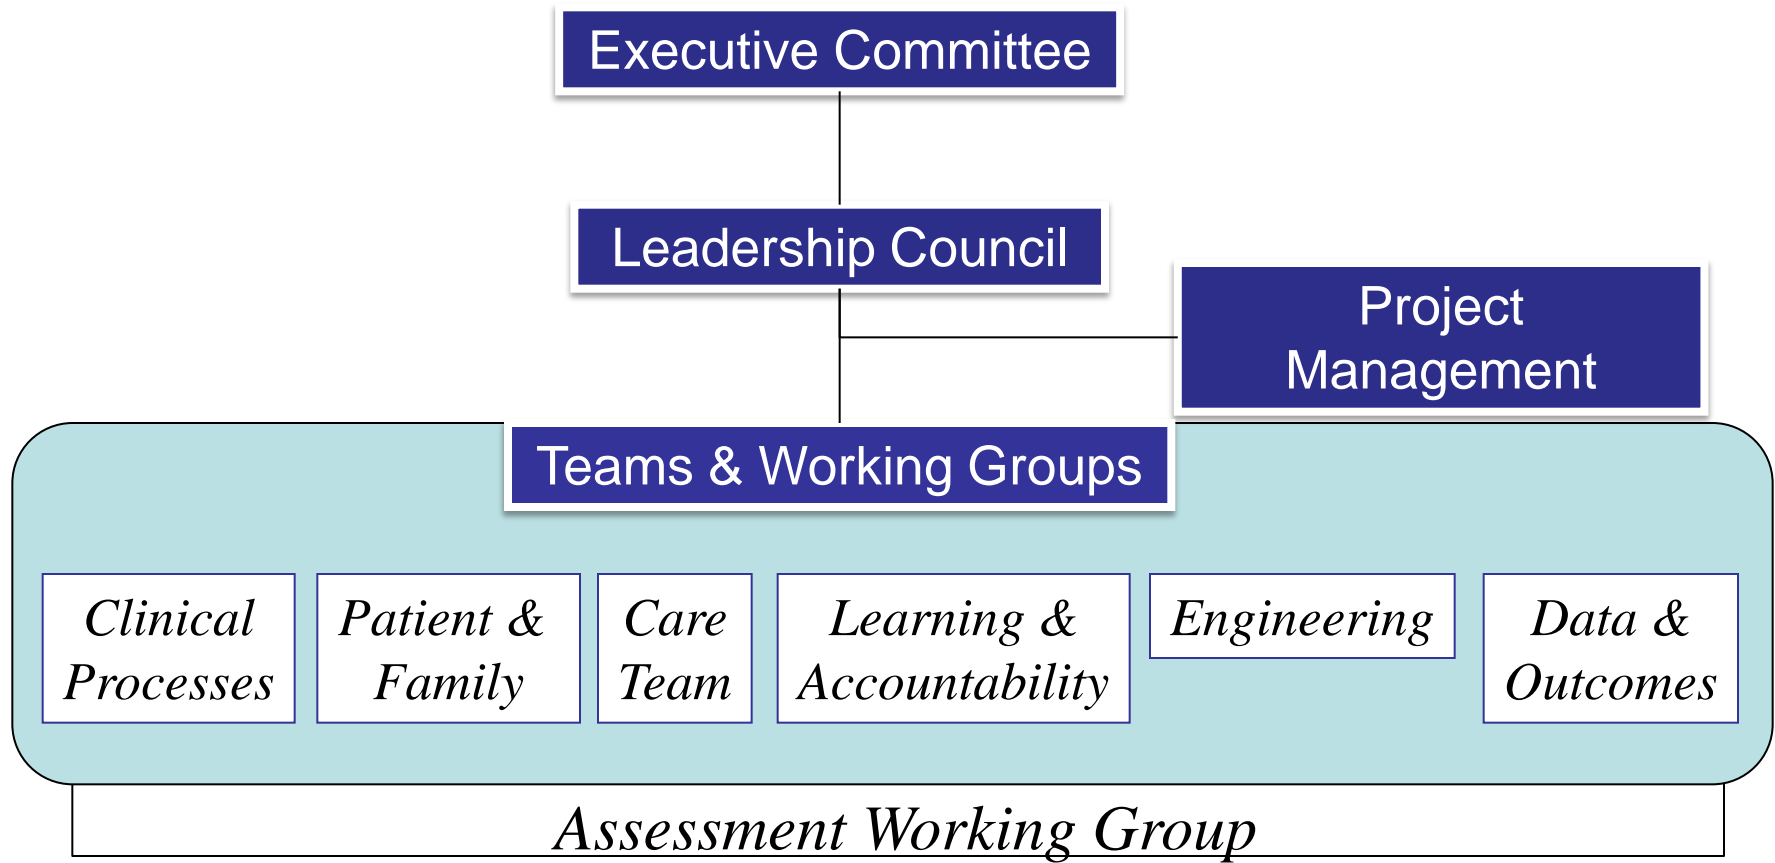 Executive Committee
Leadership Council
Project
Management
Teams & Working Groups
Clinical
Processes
Patient &
Family
Care
Team
Learning &
Accountability
Engineering
Data &
Outcomes
Assessment Working Group